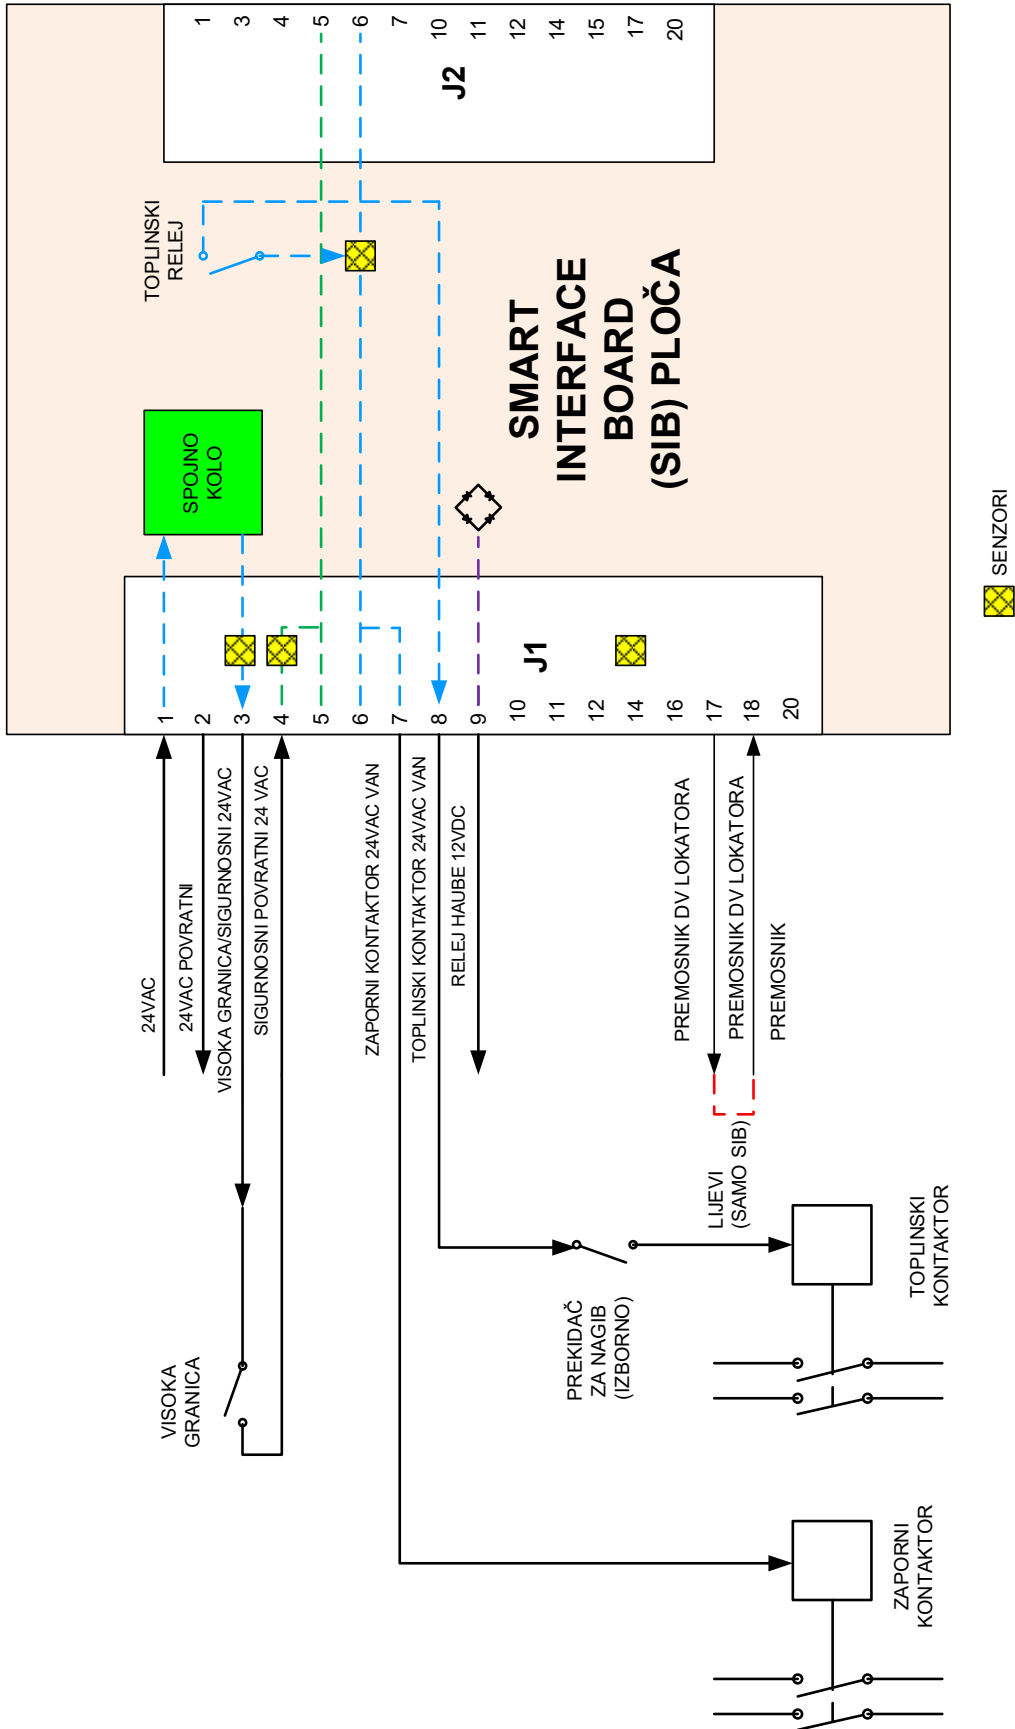 1
3
4
5
6
7
10
11
12
14
15
17
20
J2
TOPLINSKI
RELEJ
SPOJNO
KOLO
SMART
INTERFACE
BOARD
(SIB) PLOČA
SENZORI
J1
1
2
3
4
5
6
7
8
9
10
11
12
14
16
17
18
20
24VAC
24VAC POVRATNI
VISOKA GRANICA/SIGURNOSNI 24VAC
SIGURNOSNI POVRATNI 24 VAC
ZAPORNI KONTAKTOR 24VAC VAN
TOPLINSKI KONTAKTOR 24VAC VAN
RELEJ HAUBE 12VDC
PREMOSNIK DV LOKATORA
PREMOSNIK DV LOKATORA
PREMOSNIK
LIJEVI
(SAMO SIB)
VISOKA
GRANICA
PREKIDAČ
ZA NAGIB
(IZBORNO)
TOPLINSKI
KONTAKTOR
ZAPORNI
KONTAKTOR